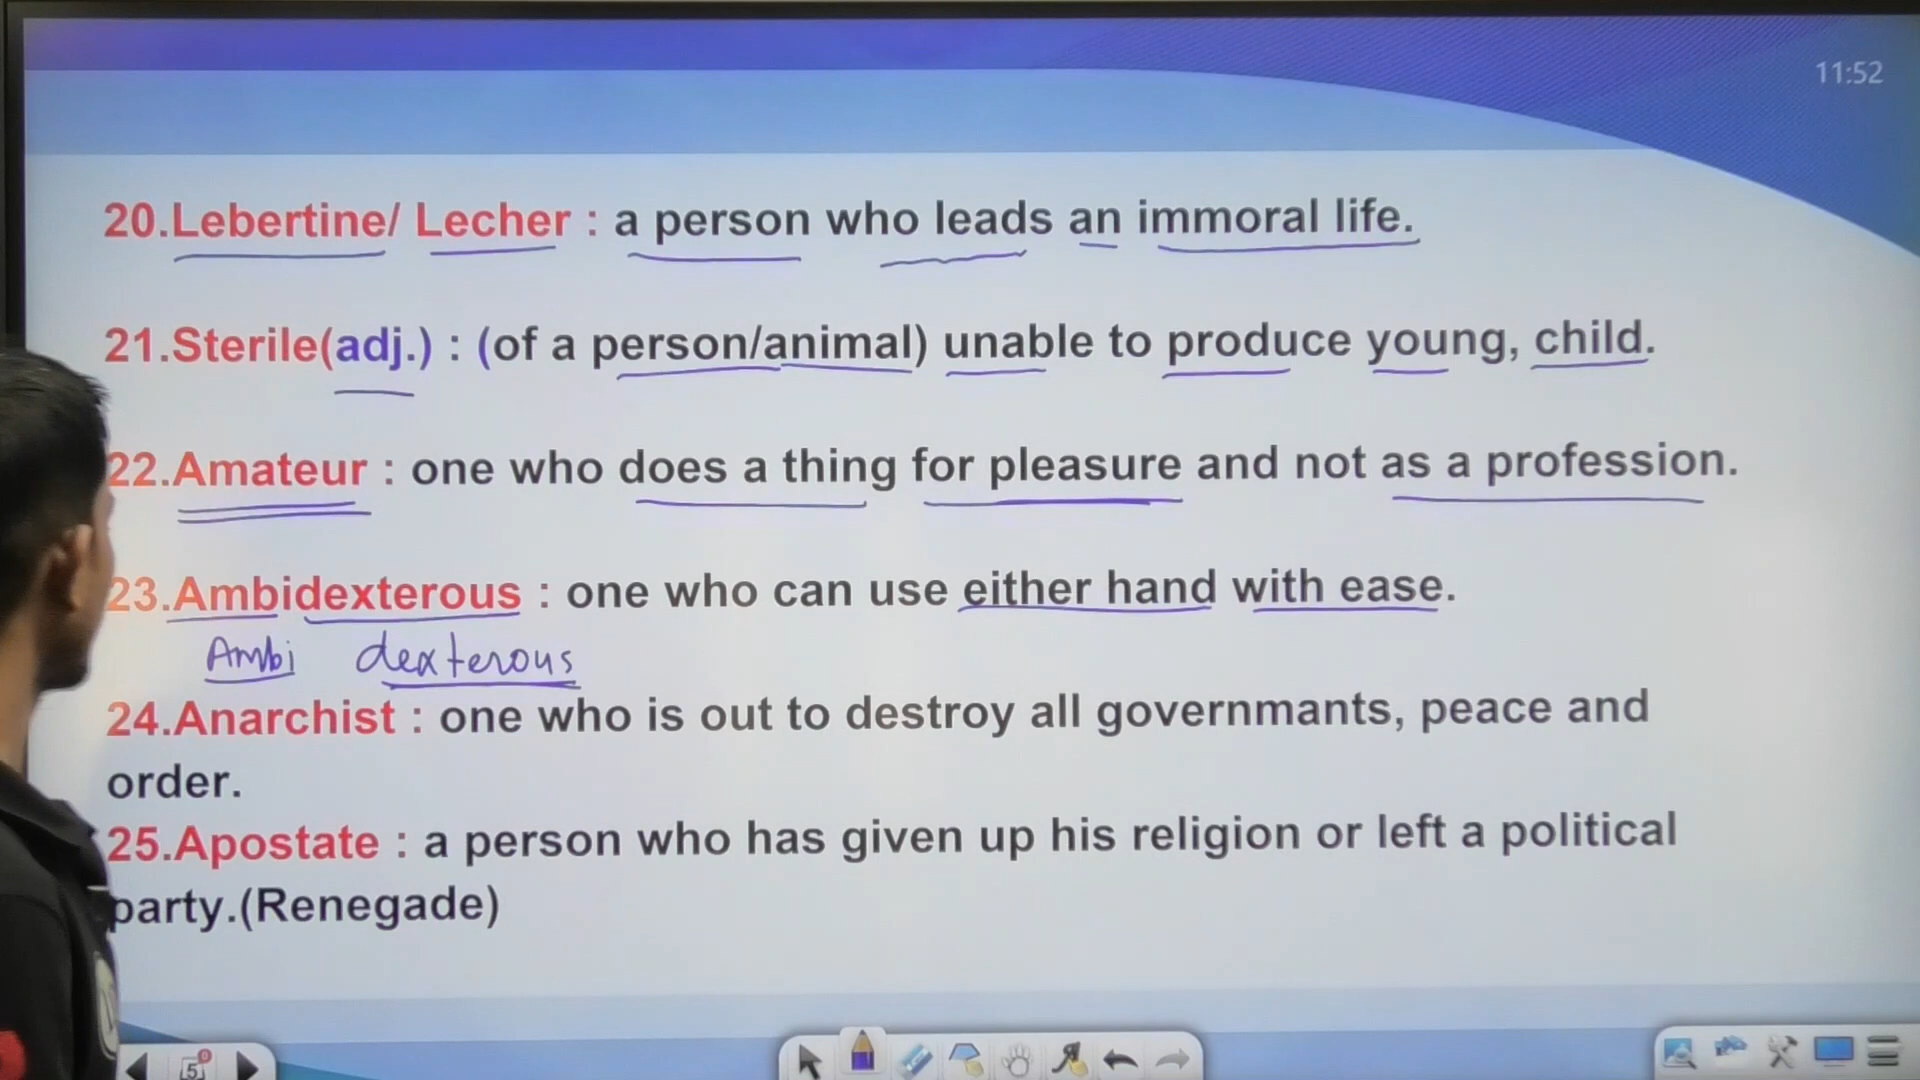 11:52
20.Lebertine/ Lecher : a person who leads an immoral life.
21.Sterile(adj.) : (of a person/animal) unable to produce young, child.
22.Amateur : one who does a thing for pleasure and not as a profession.
23.Ambidexterous : one who can use either hand with ease.
Ambi dexterous
24.Anarchist : one who is out to destroy all governmants, peace and
order.
25.Apostate : a person who has given up his religion or left a political
party.(Renegade)
5
0